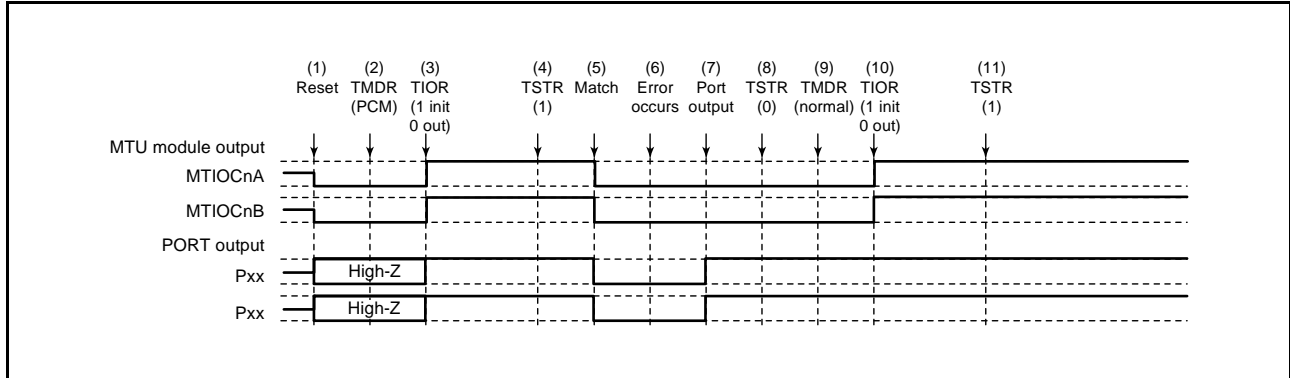 (1) (2) (3) (4) (5) (6) (7) (8) (9) (10) (11)
Reset TMDR TIOR TSTR Match Error Port TSTR TMDR TIOR TSTR
(PCM) (1 init (1) occurs output (0) (normal) (1 init (1)
0 out) 0 out)
MTU module output
MTIOCnA
MTIOCnB
PORT output
Pxx High-Z
Pxx High-Z